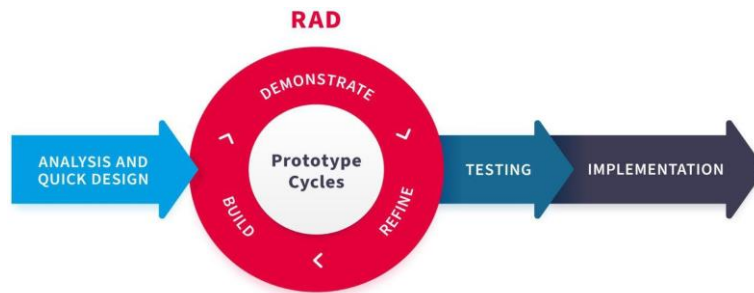 RAD
ANALYSIS AND
QUICK DESIGN
DEMONSTRATE
Prototype
Cycles
BUILD
REFINE
TESTING
IMPLEMENTATION